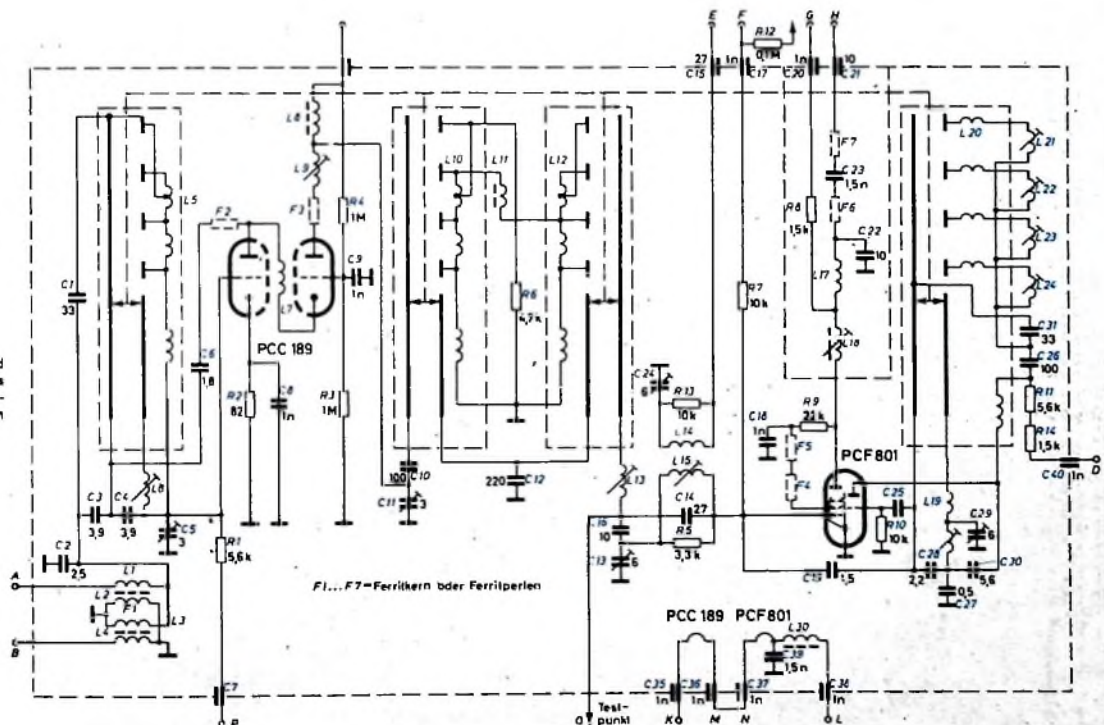 E
F
G
H
R12
0,1M
27
C15
1n
C17
1n
C20
10
C21
L5
F2
L8
L9
F3
R4
1M
C9
1n
L10
L11
L12
R6
R8
1,5k
F7
C23
1,5n
F6
C22
10
L17
L20
L21
L22
L23
L24
C1
33
L7
PCC 189
R7
10k
C31
33
C26
100
C6
1,8
R2
82
C8
1n
R3
1M
C24
6
R13
10k
L14
L15
C18
1n
R9
22k
F5
F4
R11
5,6k
R14
1,5k
C40
1n
C3
3,9
C4
3,9
C5
3
R1
5,6k
100
C10
C11
3
220
C12
L13
C14
27
C16
10
R5
3,3k
C13
6
PCF 801
C25
R10
10k
L19
C29
6
C28
2,2
C30
5,6
0,5
C27
1,5
C2
2,5
A
L1
L2
F1
L3
L4
B
F1...F7=Ferritkern oder Ferritperlen
PCC 189
PCF801
L30
C39
1,5n
C7
C35
1n
C36
1n
C37
1n
C38
1n
Test-
punkt
K
M
N
L